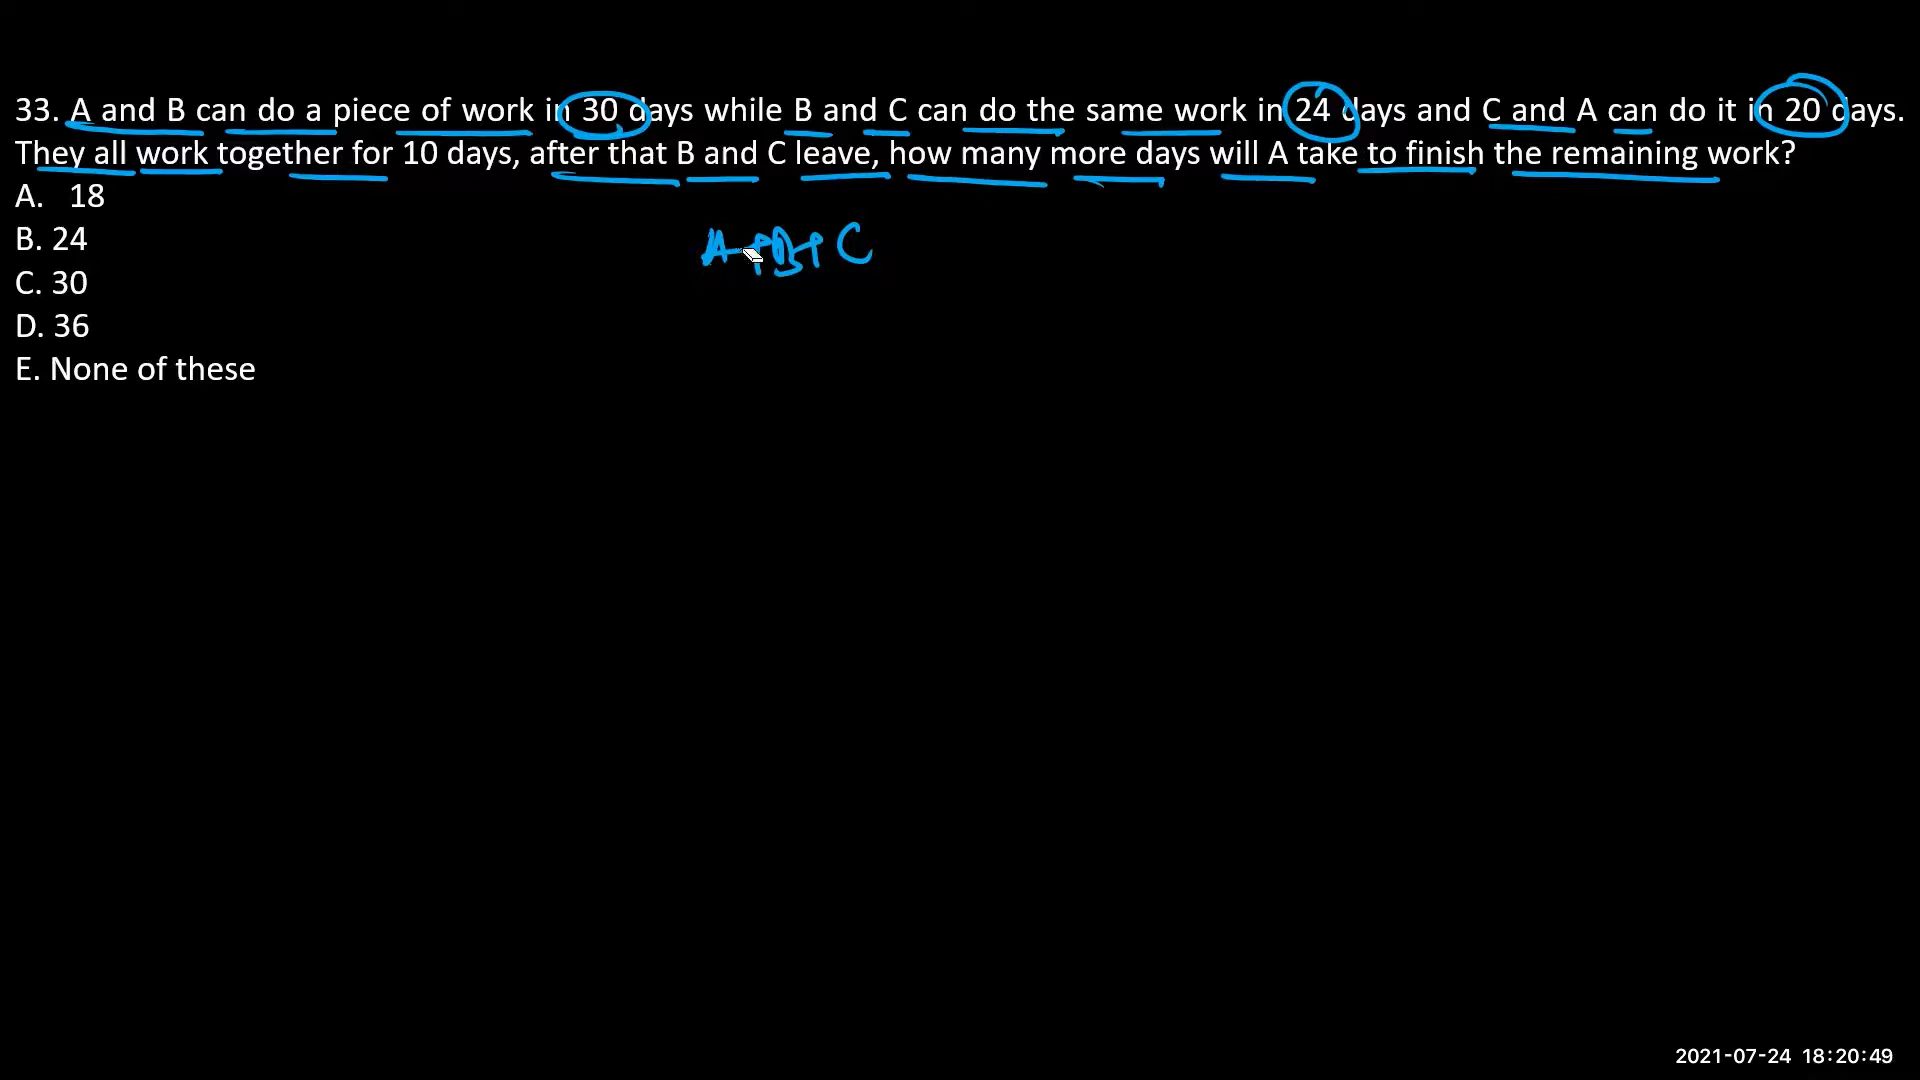 33. A and B can do a piece of work in 30 days while B and C can do the same work in 24 days and C and A can do it in 20 days.
They all work together for 10 days, after that B and C leave, how many more days will A take to finish the remaining work?
A. 18
B. 24
C. 30
D. 36
E. None of these
A+B+C
2021-07-24 18:20:49